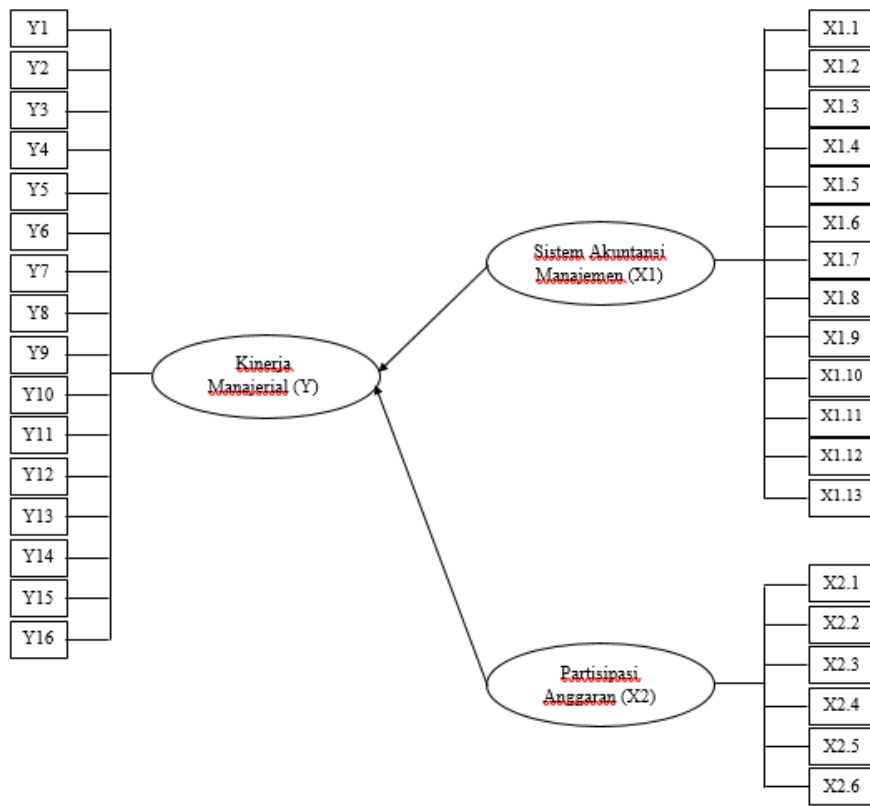 Y1
Y2
Y3
Y4
Y5
Y6
Y7
Y8
Y9
Y10
Y11
Y12
Y13
Y14
Y15
Y16
Kinerja
Manajerial (Y)
Sistem Akuntansi
Manajemen (X1)
Partisipasi
Anggaran (X2)
X1.1
X1.2
X1.3
X1.4
X1.5
X1.6
X1.7
X1.8
X1.9
X1.10
X1.11
X1.12
X1.13
X2.1
X2.2
X2.3
X2.4
X2.5
X2.6